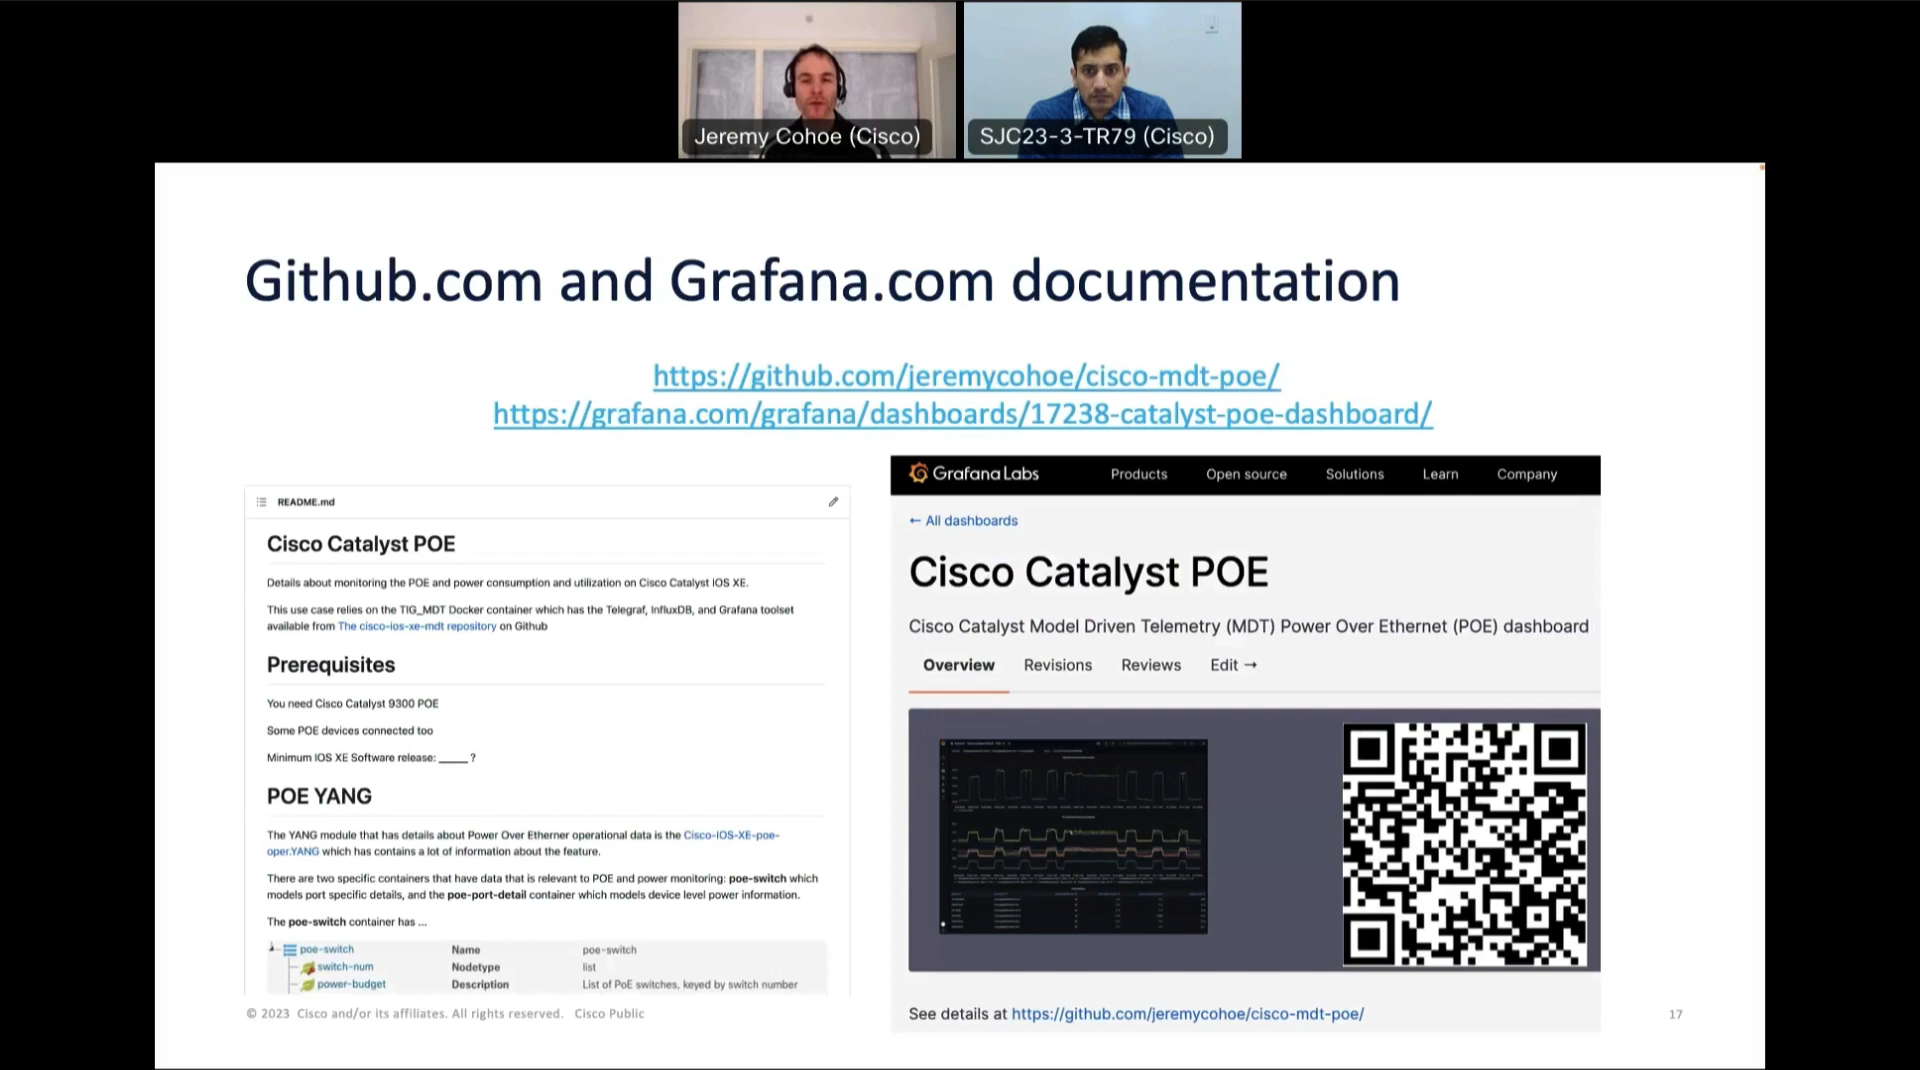 Jeremy Cohoe (Cisco)
SJC23-3-TR79 (Cisco)
Github.com and Grafana.com documentation
https://github.com/jeremycohoe/cisco-mdt-poe/
https://grafana.com/grafana/dashboards/17238-catalyst-poe-dashboard/
README.md
Cisco Catalyst POE
Details about monitoring the POE and power consumption and utilization on Cisco Catalyst IOS XE.
This use case relies on the TIG_MDT Docker container which has the Telegraf, InfluxDB, and Grafana toolset
available from The cisco-ios-xe-mdt repository on Github
Prerequisites
You need Cisco Catalyst 9300 POE
Some POE devices connected too
Minimum IOS XE Software release: _____ ?
POE YANG
The YANG module that has details about Power Over Etherner operational data is the Cisco-IOS-XE-poe-
oper.YANG which has contains a lot of information about the feature.
There are two specific containers that have data that is relevant to POE and power monitoring: poe-switch which
models port specific details, and the poe-port-detail container which models device level power information.
The poe-switch container has ...
poe-switch Name poe-switch
switch-num Nodetype list
power-budget Description List of PoE switches, keyed by switch number
© 2023 Cisco and/or its affiliates. All rights reserved. Cisco Public
Grafana Labs Products Open source Solutions Learn Company
← All dashboards
Cisco Catalyst POE
Cisco Catalyst Model Driven Telemetry (MDT) Power Over Ethernet (POE) dashboard
Overview Revisions Reviews Edit →
See details at https://github.com/jeremycohoe/cisco-mdt-poe/
17